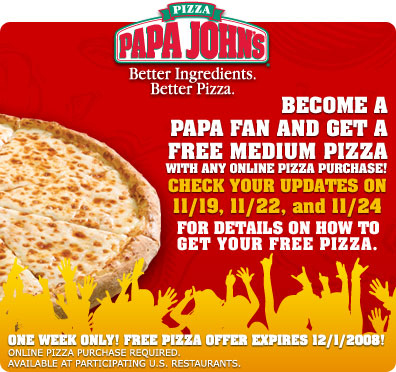 PIZZA
PAPA JOHN'S
Better Ingredients.
Better Pizza.
BECOME A
PAPA FAN AND GET A
FREE MEDIUM PIZZA
WITH ANY ONLINE PIZZA PURCHASE!
CHECK YOUR UPDATES ON
11/19, 11/22, and 11/24
FOR DETAILS ON HOW TO
GET YOUR FREE PIZZA.
ONE WEEK ONLY! FREE PIZZA OFFER EXPIRES 12/1/2008!
ONLINE PIZZA PURCHASE REQUIRED.
AVAILABLE AT PARTICIPATING U.S. RESTAURANTS.